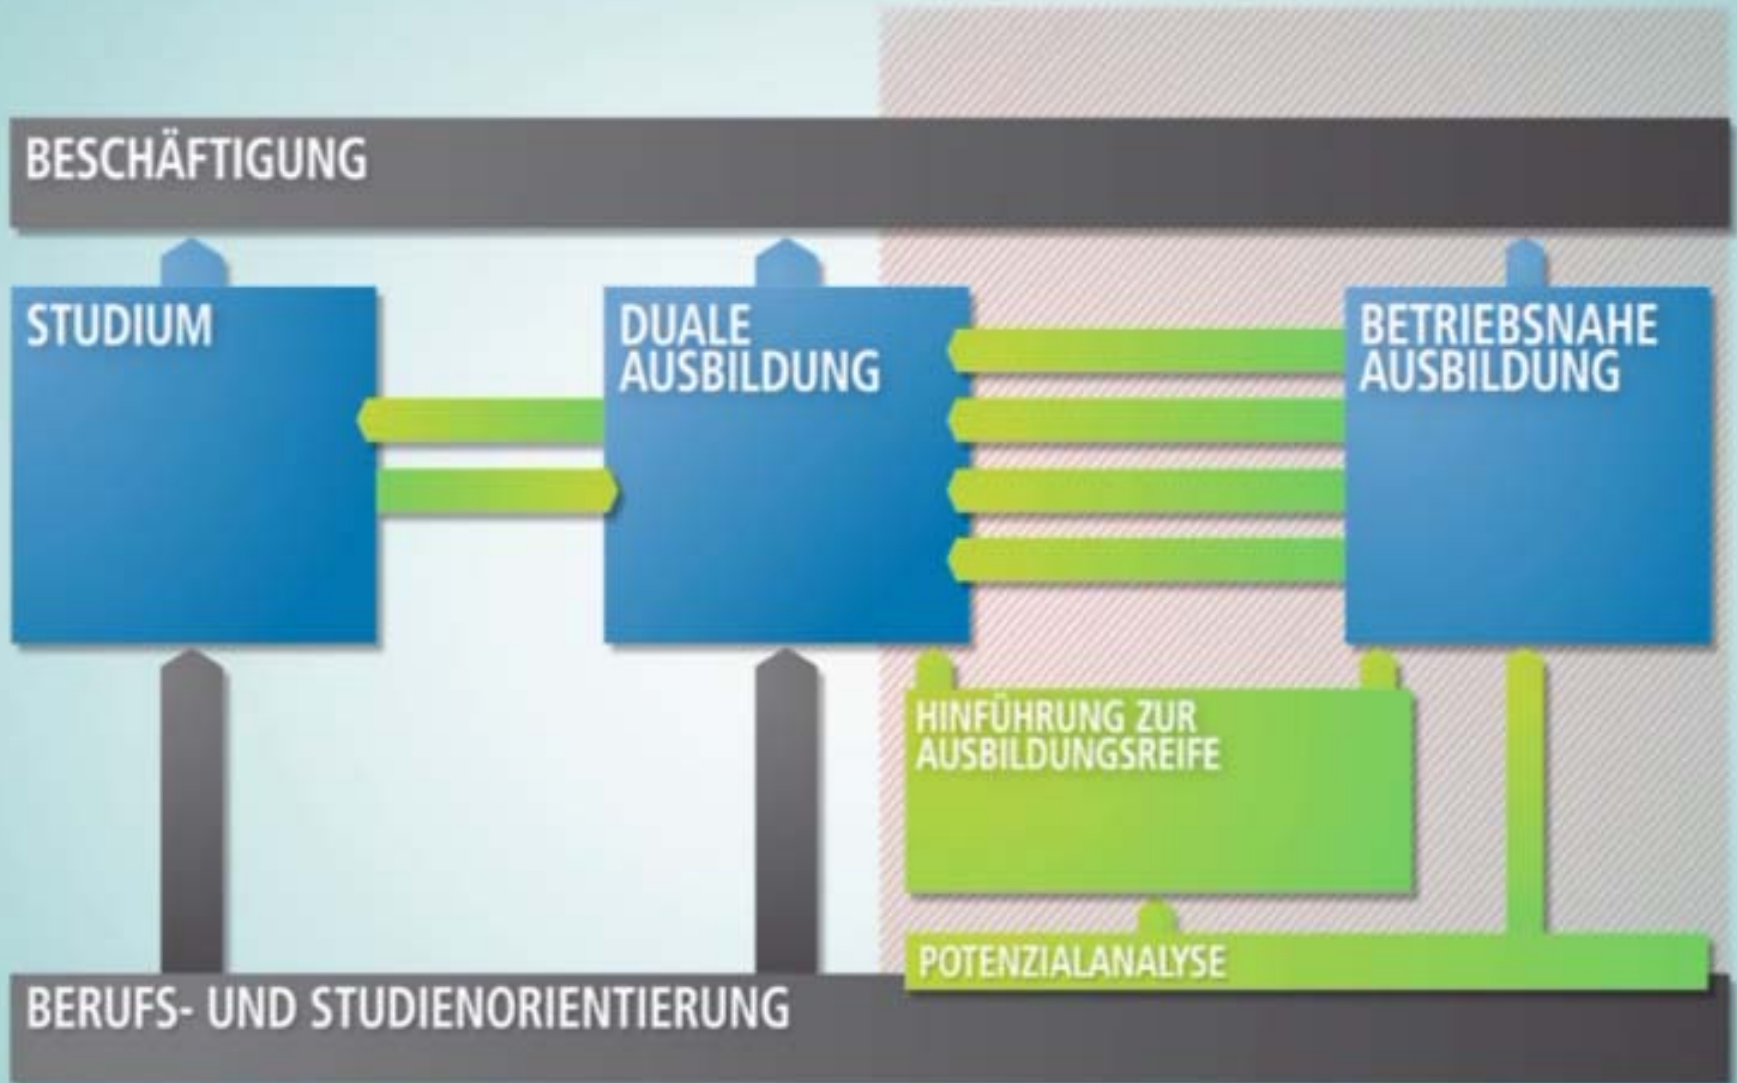 BESCHÄFTIGUNG
STUDIUM
DUALE
AUSBILDUNG
BETRIEBSNAHE
AUSBILDUNG
HINFÜHRUNG ZUR
AUSBILDUNGSREIFE
POTENZIALANALYSE
BERUFS- UND STUDIENORIENTIERUNG